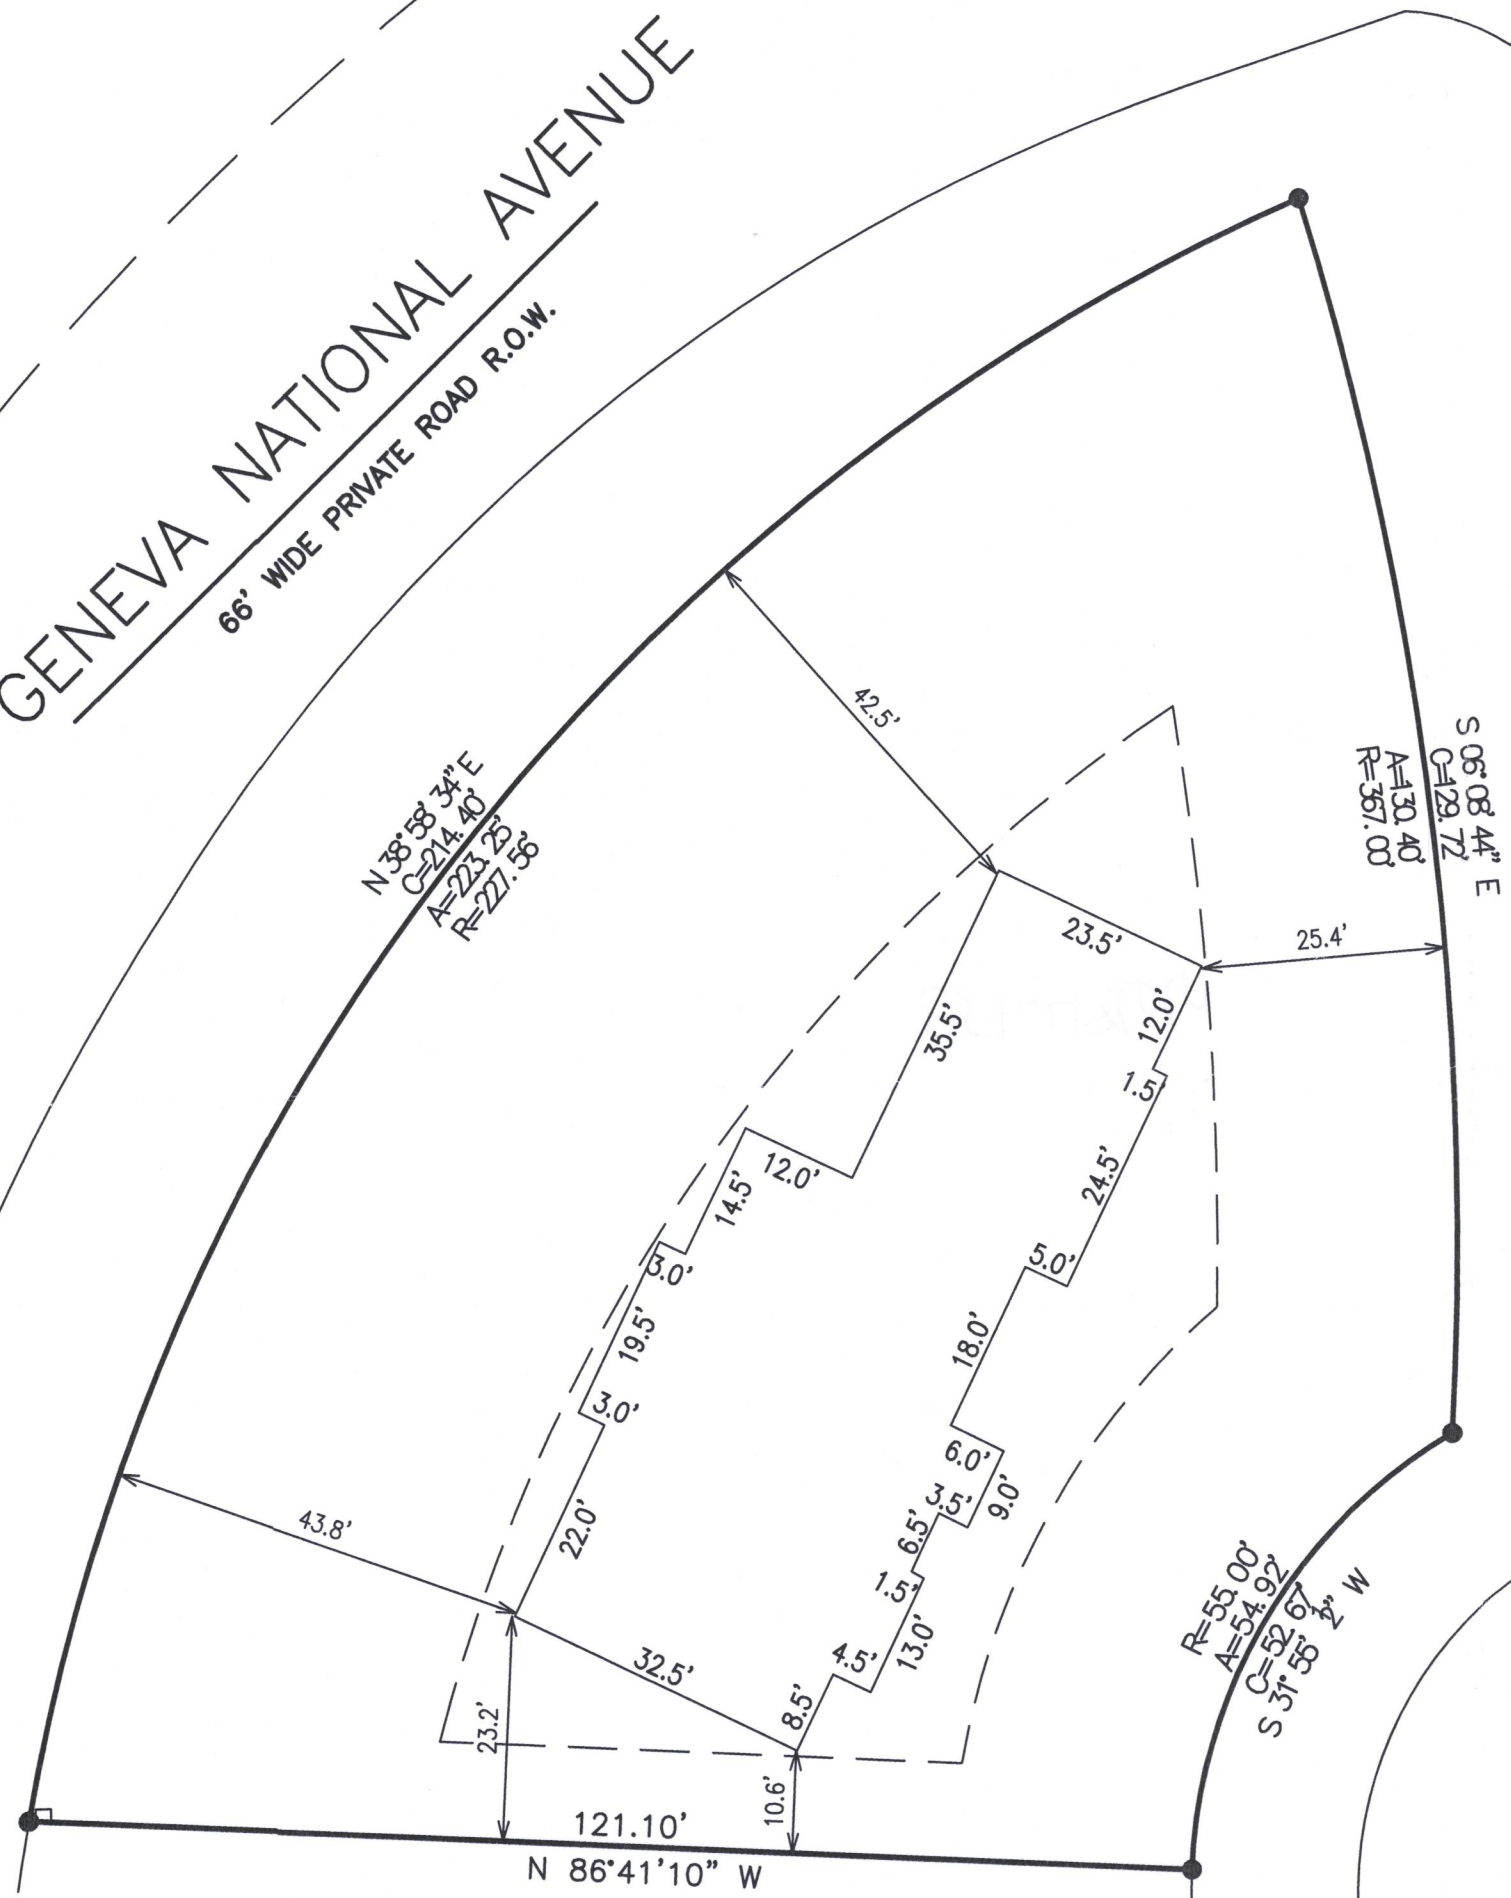 GENEVA NATIONAL AVENUE
66' WIDE PRIVATE ROAD R.O.W.
42.5'
N 38°58'34" E
C=214.40'
A=223.25'
R=227.56'
S 06°08'44" E
C=129.72'
A=130.40'
R=367.00'
23.5'
25.4'
35.5'
12.0'
1.5'
12.0'
14.5'
24.5'
3.0'
5.0'
19.5'
18.0'
3.0'
6.0'
22.0'
3.5'
9.0'
6.5'
1.5'
43.8'
13.0'
4.5'
32.5'
8.5'
23.2'
10.6'
R=55.00'
A=54.92'
C=52.67'
S 31°55' W
121.10'
N 86°41'10" W